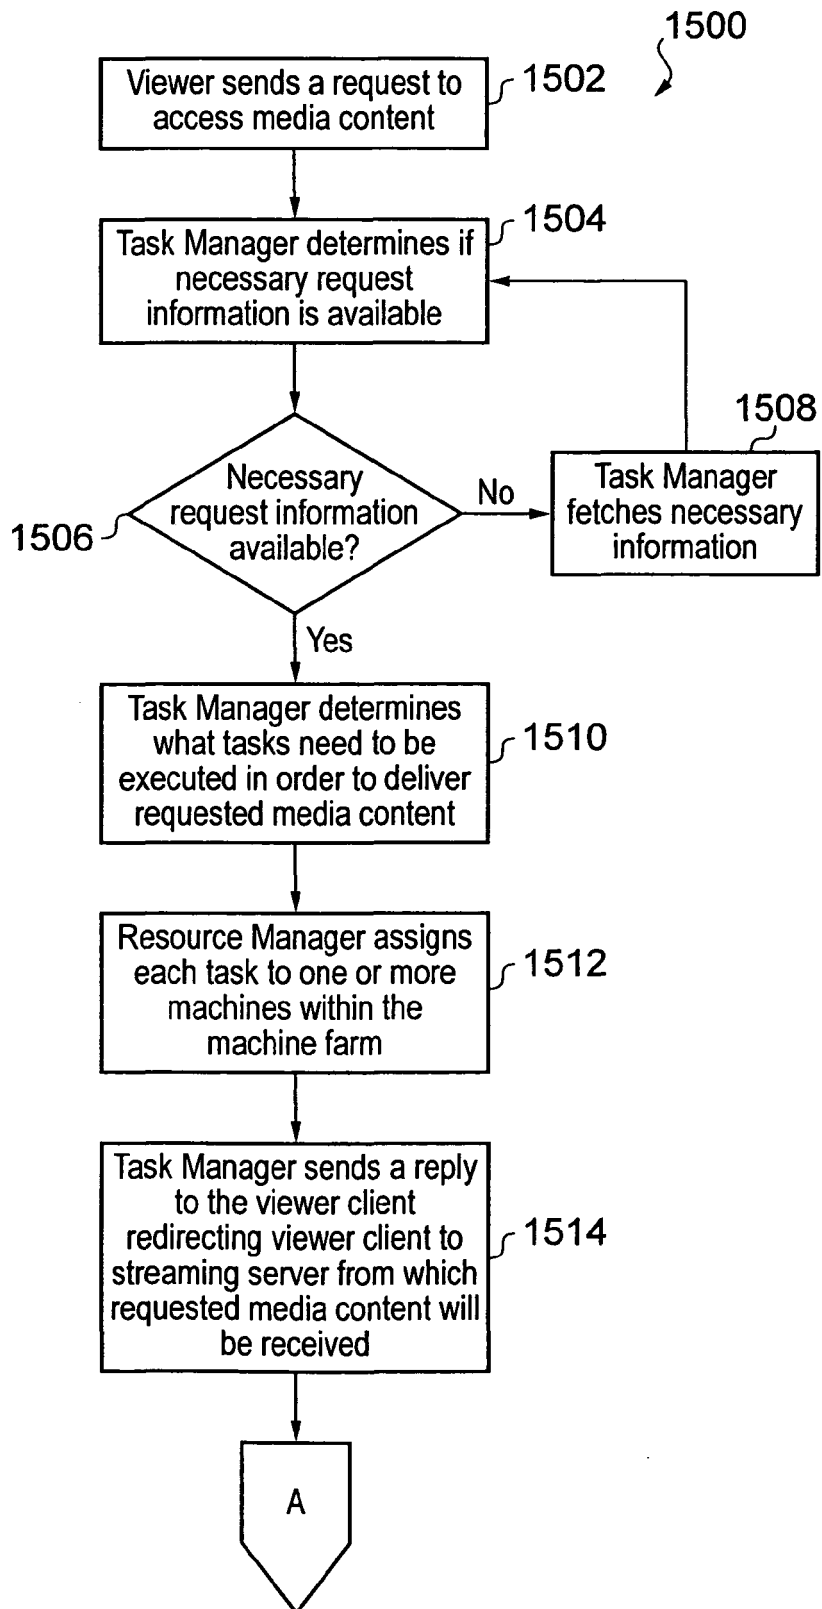 1500
Viewer sends a request to
access media content
1502
Task Manager determines if
necessary request
information is available
1504
Necessary
request information
available?
1506
No
Task Manager
fetches necessary
information
1508
Yes
Task Manager determines
what tasks need to be
executed in order to deliver
requested media content
1510
Resource Manager assigns
each task to one or more
machines within the
machine farm
1512
Task Manager sends a reply
to the viewer client
redirecting viewer client to
streaming server from which
requested media content will
be received
1514
A